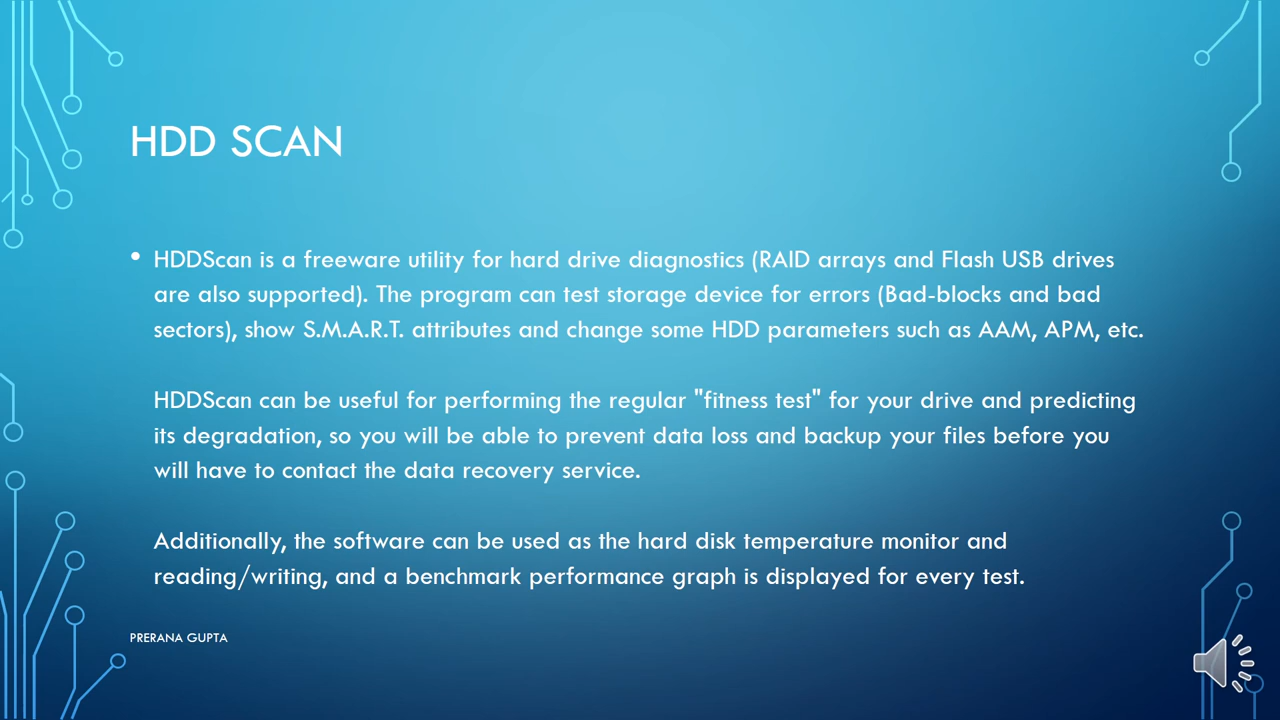 HDD SCAN
• HDDScan is a freeware utility for hard drive diagnostics (RAID arrays and Flash USB drives
are also supported). The program can test storage device for errors (Bad-blocks and bad
sectors), show S.M.A.R.T. attributes and change some HDD parameters such as AAM, APM, etc.
HDDScan can be useful for performing the regular "fitness test" for your drive and predicting
its degradation, so you will be able to prevent data loss and backup your files before you
will have to contact the data recovery service.
Additionally, the software can be used as the hard disk temperature monitor and
reading/writing, and a benchmark performance graph is displayed for every test.
PRERANA GUPTA